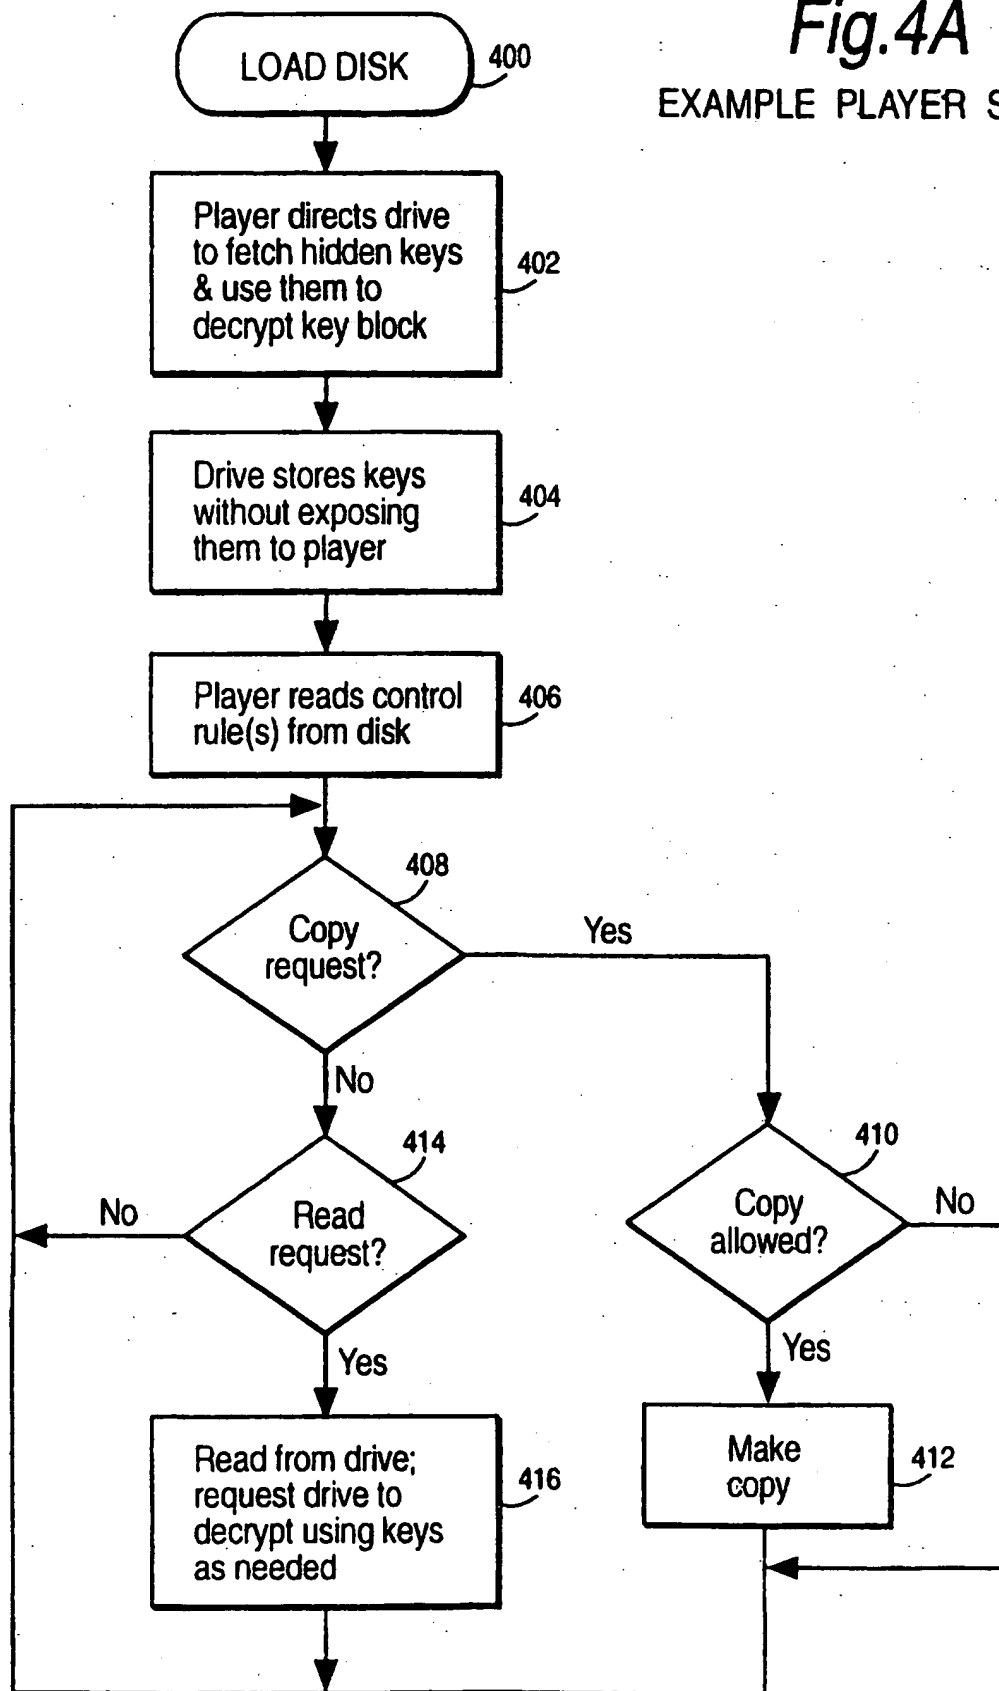 Fig.4A
EXAMPLE PLAYER
LOAD DISK
400
Player directs drive
to fetch hidden keys
& use them to
decrypt key block
402
Drive stores keys
without exposing
them to player
404
Player reads control
rule(s) from disk
406
Copy
request?
408
Yes
No
Read
request?
414
No
Yes
Copy
allowed?
410
No
Yes
Read from drive;
request drive to
decrypt using keys
as needed
416
Make
copy
412